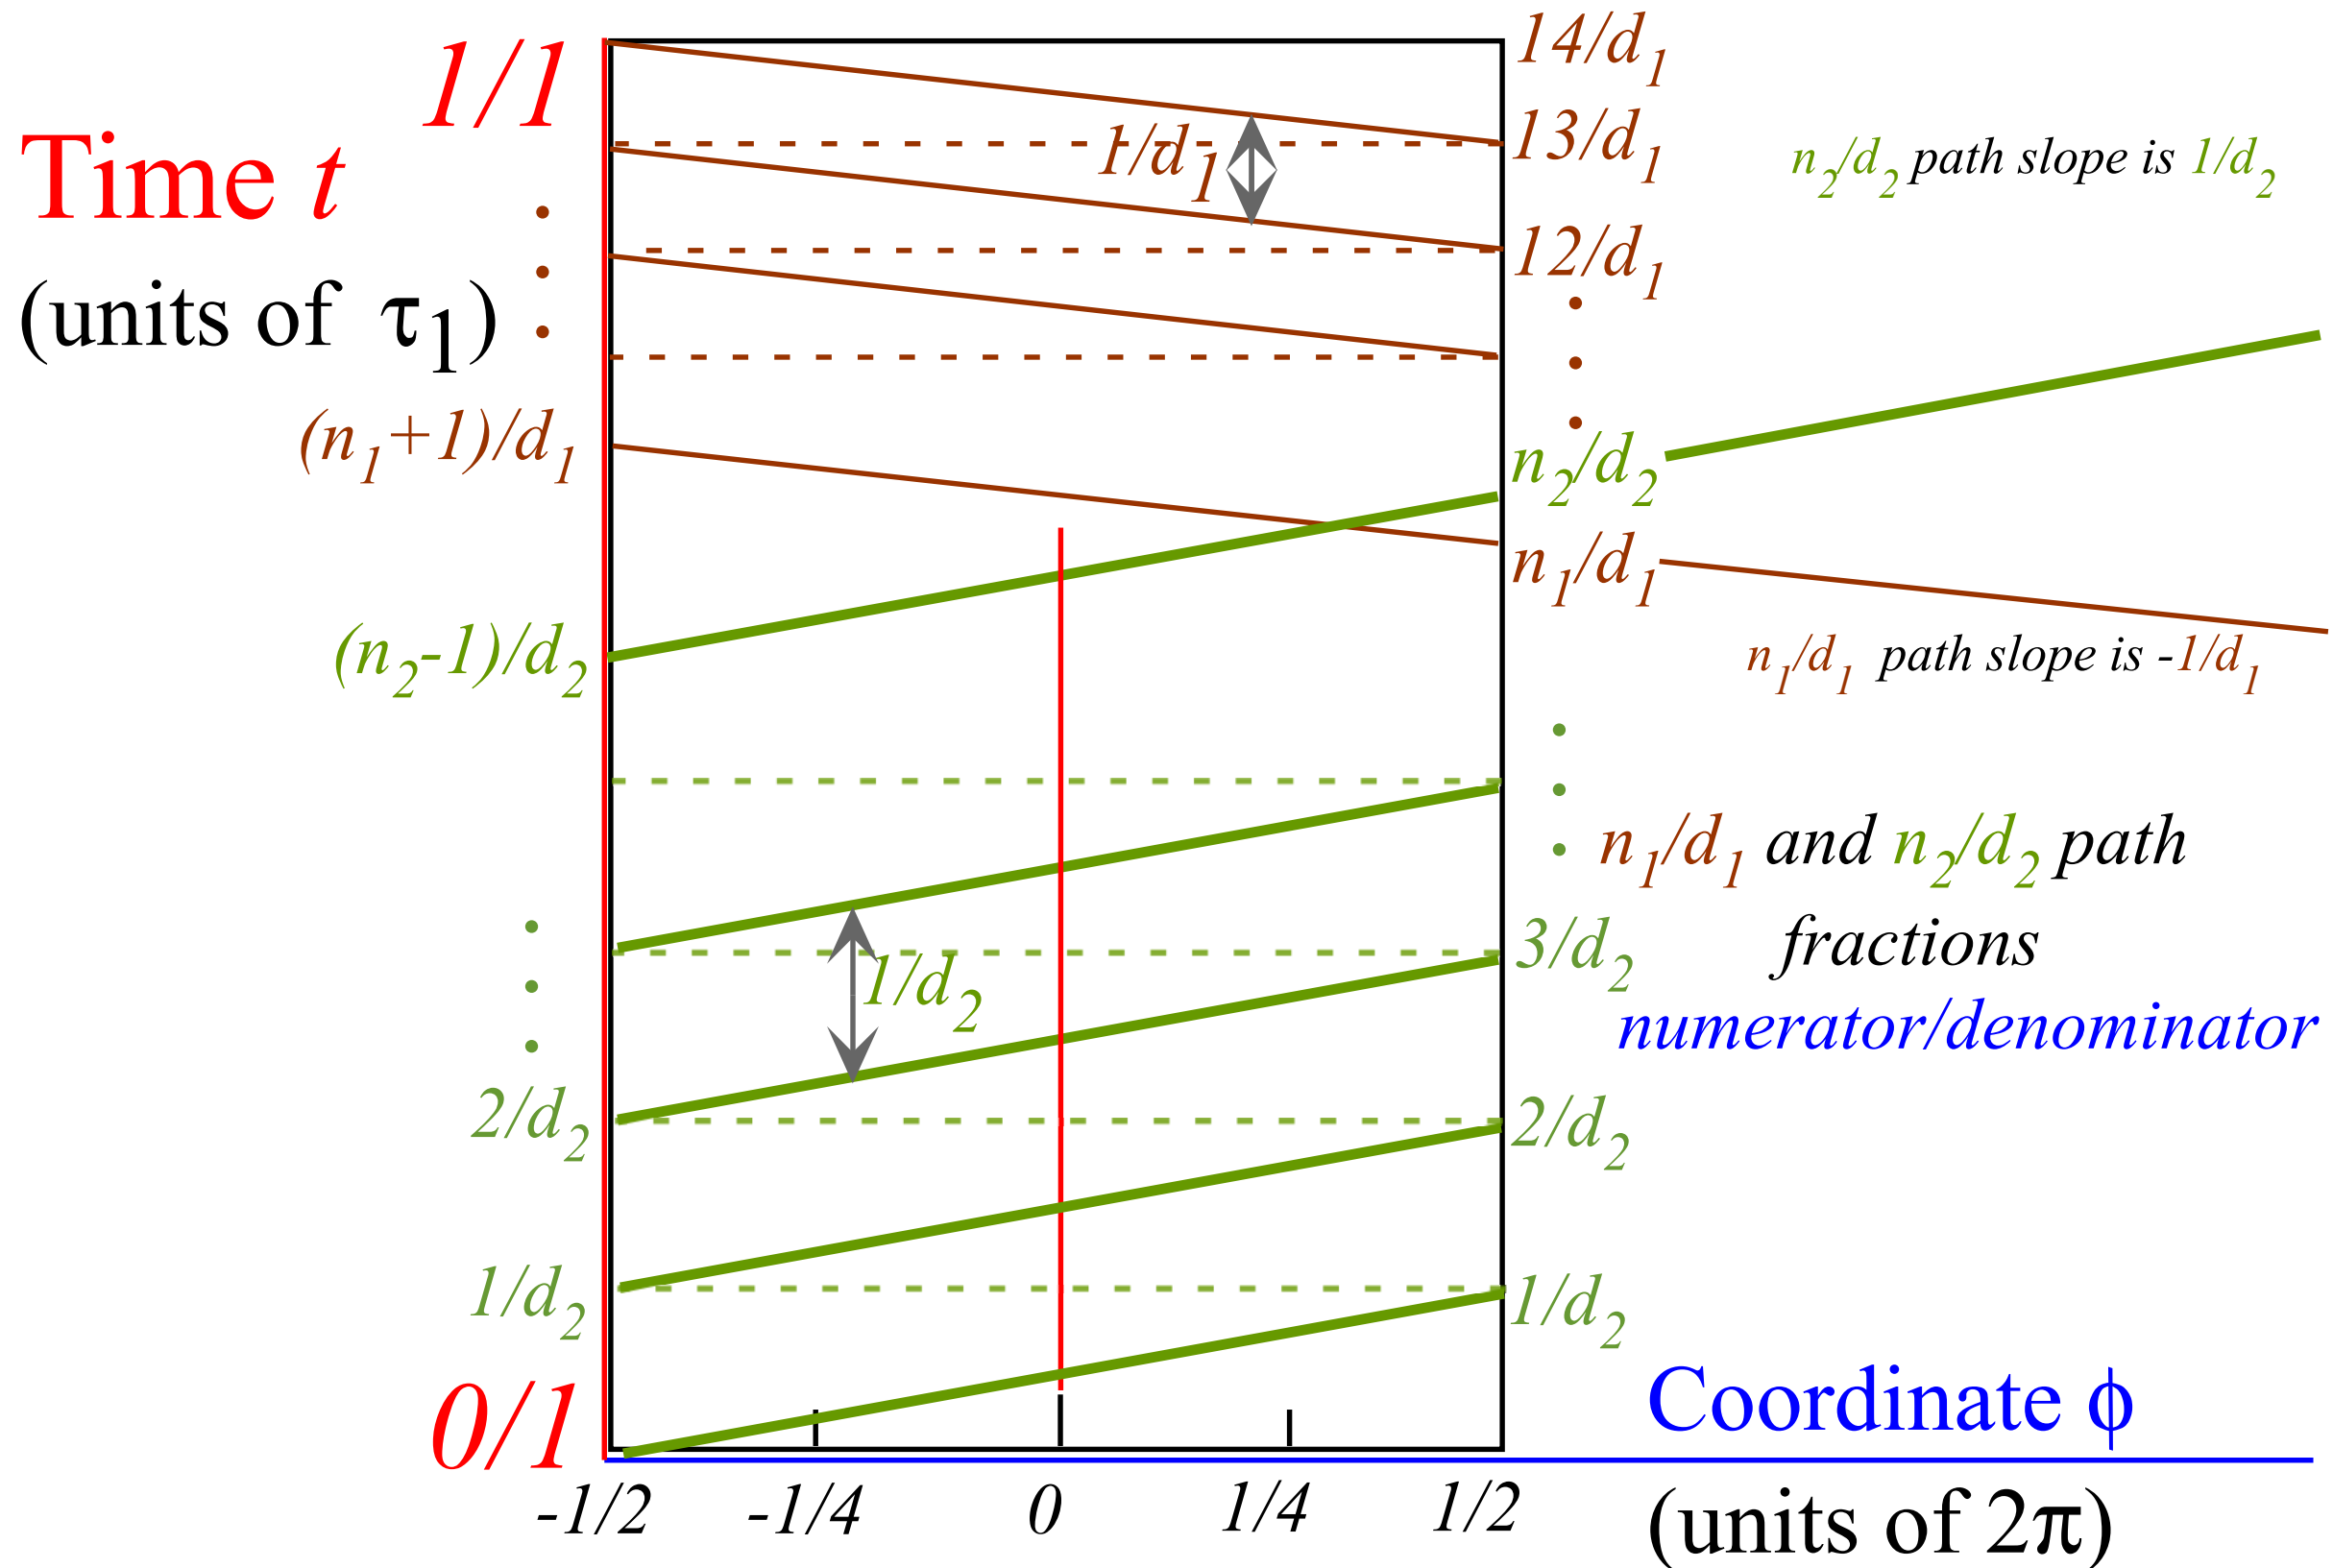 1/1
14/d1
Time t
1/d1
13/d1
n2/d2 path slope is 1/d2
12/d1
(units of τ1)
(n1+1)/d1
n2/d2
n1/d1
(n2-1)/d2
n1/d1 path slope is -1/d1
n1/d1 and n2/d2 path
fractions
numerator/denominator
1/d2
3/d2
2/d2
2/d2
1/d2
1/d2
0/1
Coordinate ϕ
(units of 2π)
-1/2 -1/4 0 1/4 1/2